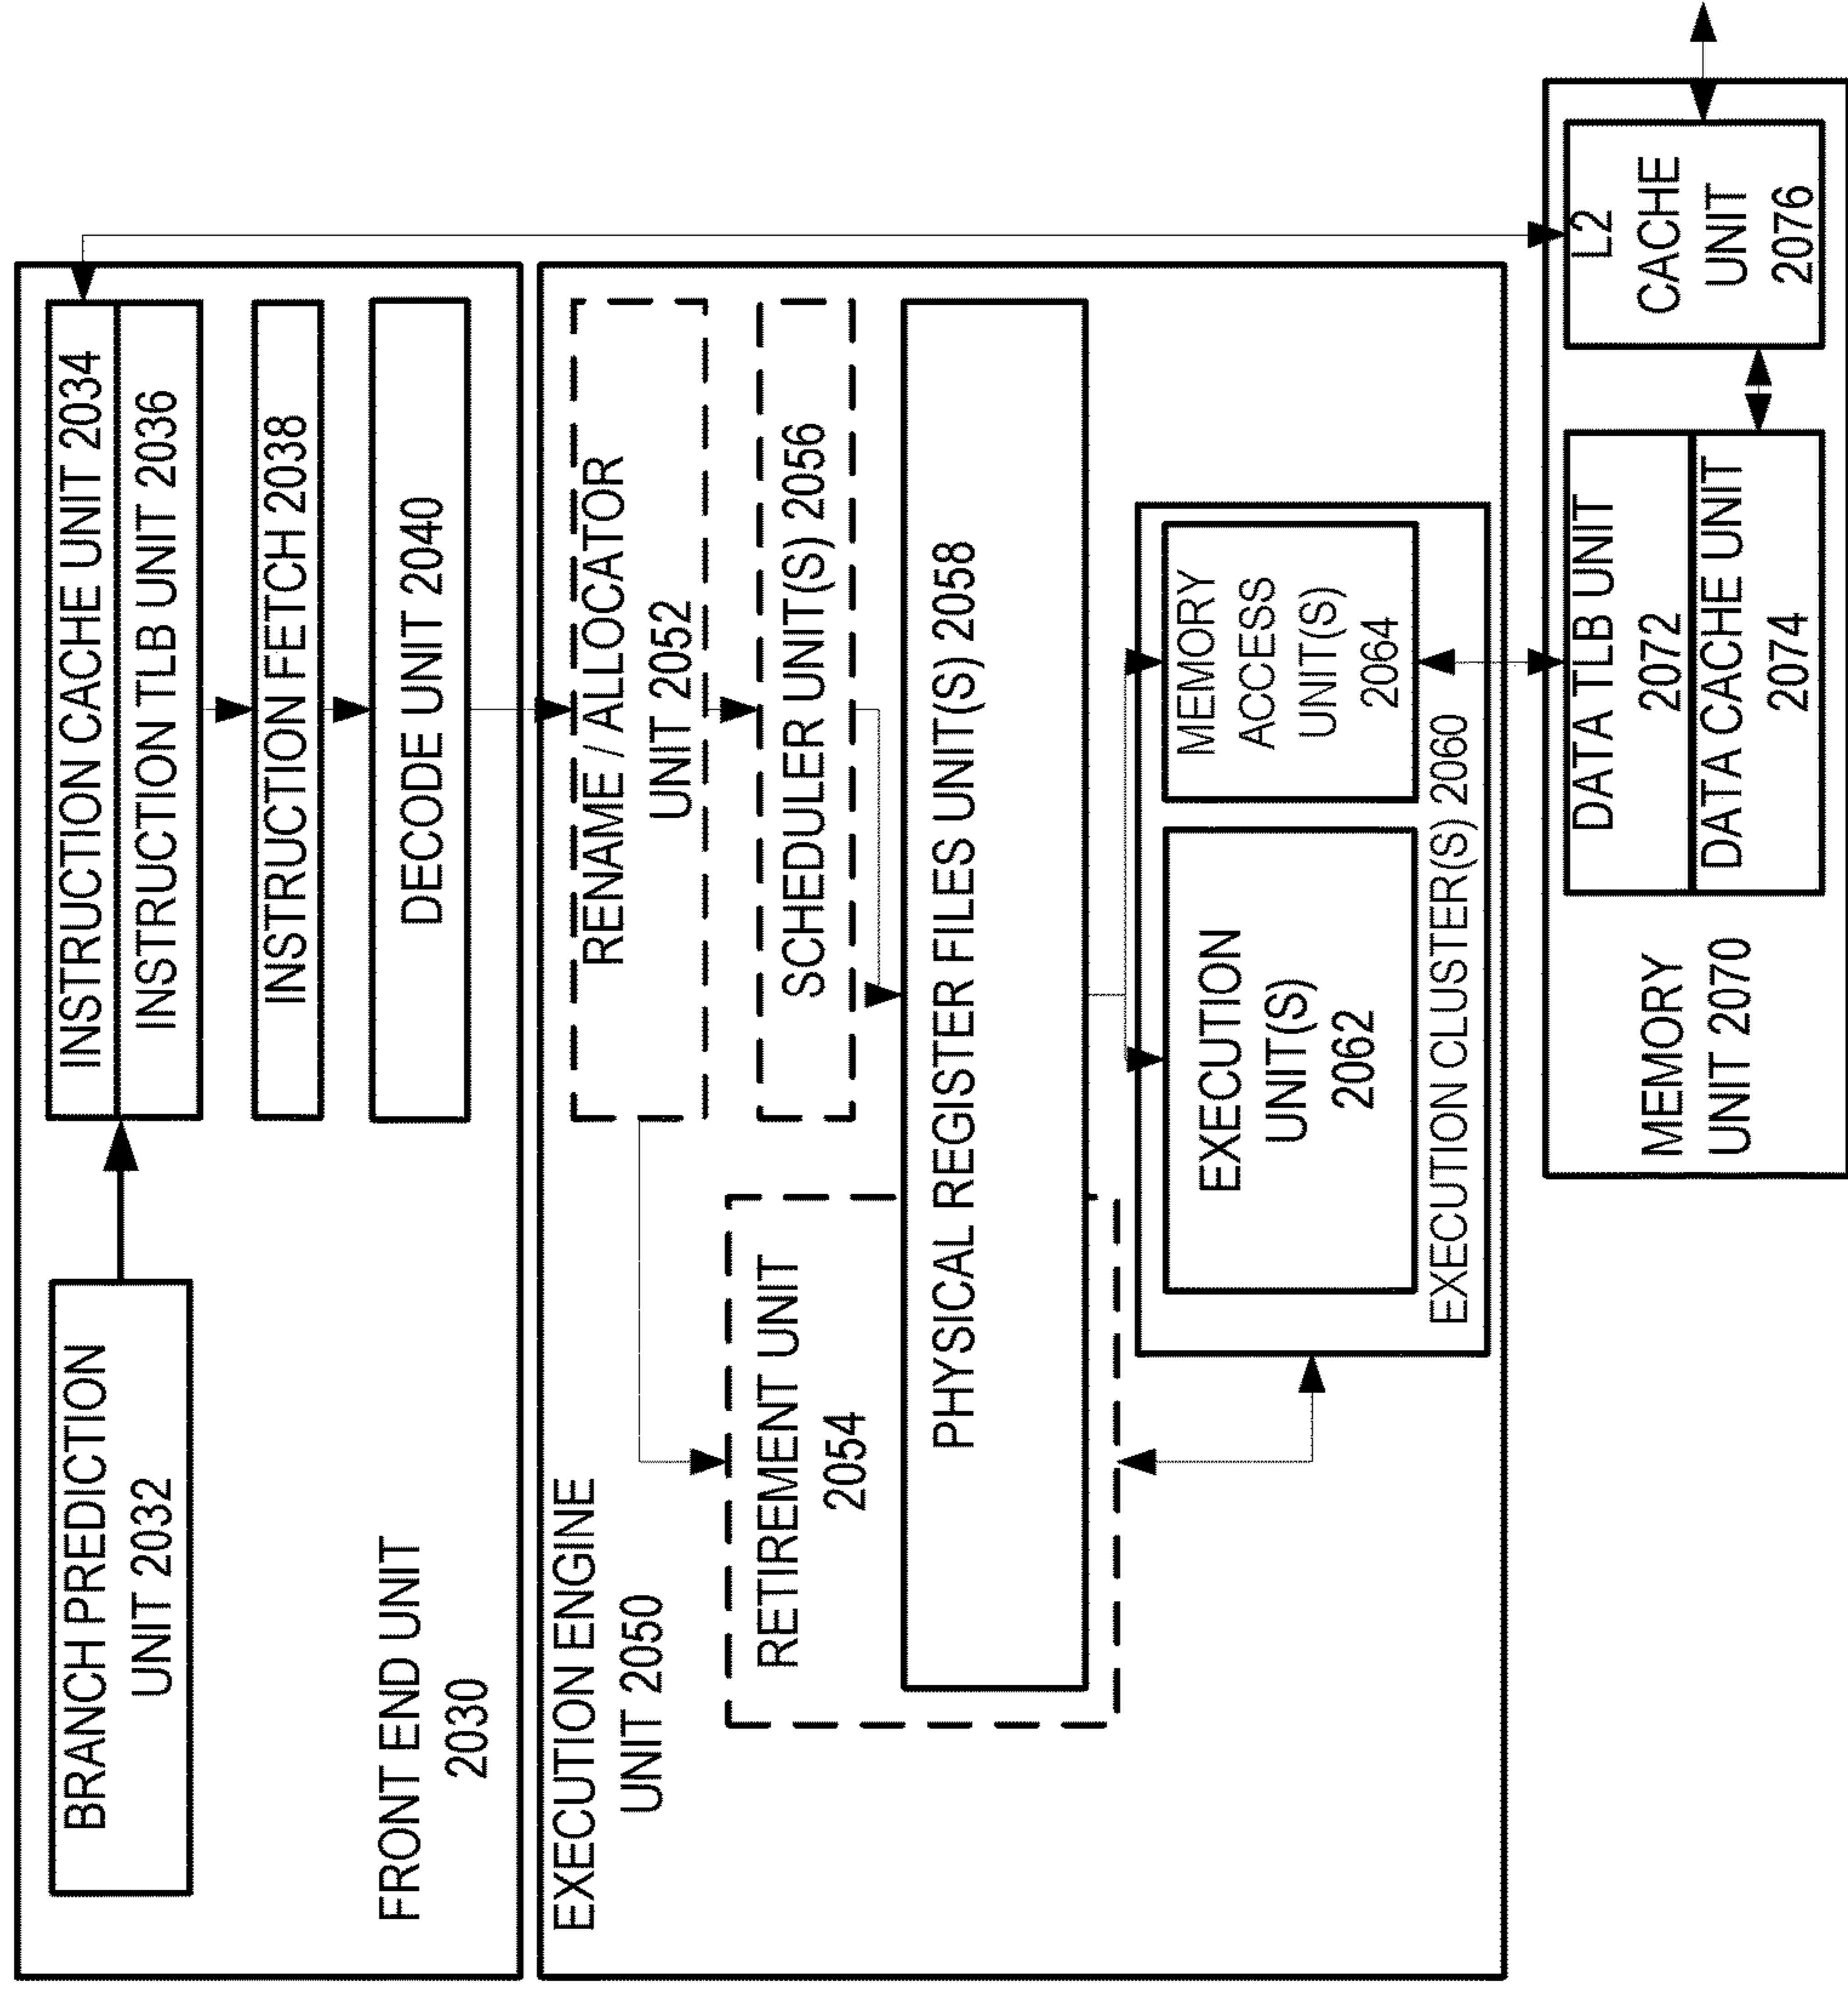 BRANCH PREDICTION
UNIT 2032
INSTRUCTION CACHE UNIT 2034
INSTRUCTION TLB UNIT 2036
INSTRUCTION FETCH 2038
FRONT END UNIT
2030
DECODE UNIT 2040
EXECUTION ENGINE
UNIT 2050
RENAME / ALLOCATOR
UNIT 2052
RETIREMENT UNIT
2054
SCHEDULER UNIT(S) 2056
PHYSICAL REGISTER FILES UNIT(S) 2058
EXECUTION
UNIT(S)
2062
MEMORY
ACCESS
UNIT(S)
2064
EXECUTION CLUSTER(S) 2060
MEMORY
UNIT 2070
DATA TLB UNIT
2072
DATA CACHE UNIT
2074
L2
CACHE
UNIT
2076